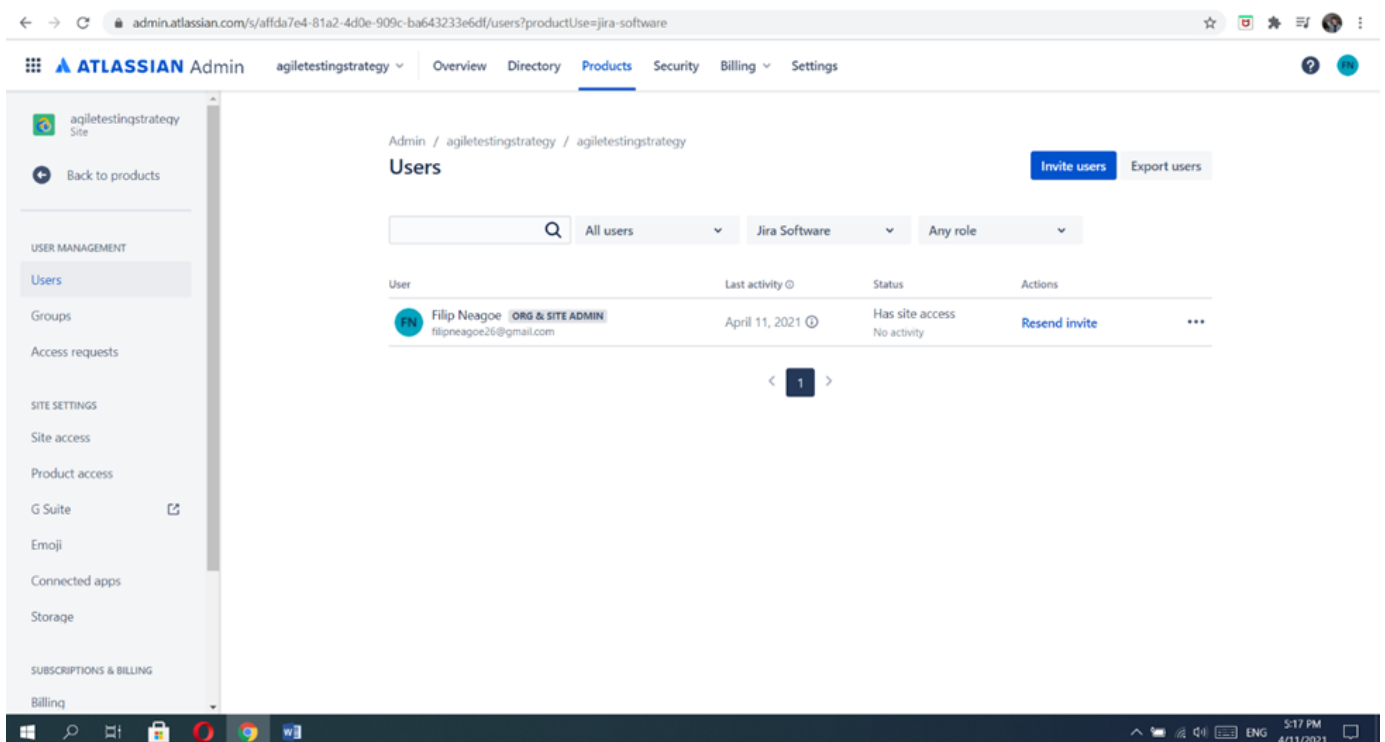 admin.atlassian.com/s/affda7e4-81a2-4d0e-909c-ba643233e6df/users?productUse=jira-software
ATLASSIAN Admin agiletestingstrategy Overview Directory Products Security Billing Settings ? FN
agiletestingstrategy
Site
Back to products
USER MANAGEMENT
Users
Groups
Access requests
SITE SETTINGS
Site access
Product access
G Suite
Emoji
Connected apps
Storage
SUBSCRIPTIONS & BILLING
Billing
Admin / agiletestingstrategy / agiletestingstrategy
Users
Invite users Export users
All users Jira Software Any role
User Last activity Status Actions
FN Filip Neagoe ORG & SITE ADMIN April 11, 2021 Has site access Resend invite
filipneagoe26@gmail.com No activity
1
ENG 5:17 PM
4/11/2021